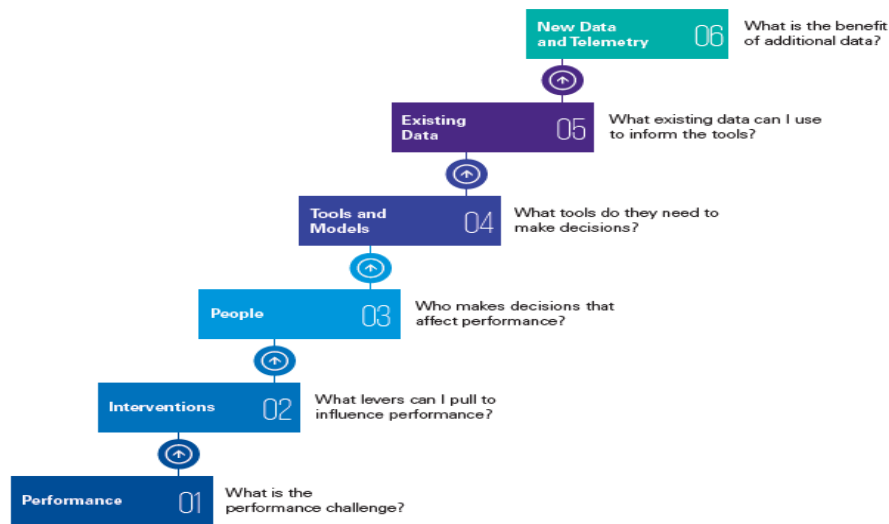 New Data
and Telemetry
06
What is the benefit
of additional data?
Existing
Data
05
What existing data can I use
to inform the tools?
Tools and
Models
04
What tools do they need to
make decisions?
People
03
Who makes decisions that
affect performance?
Interventions
02
What levers can I pull to
influence performance?
Performance
01
What is the
performance challenge?